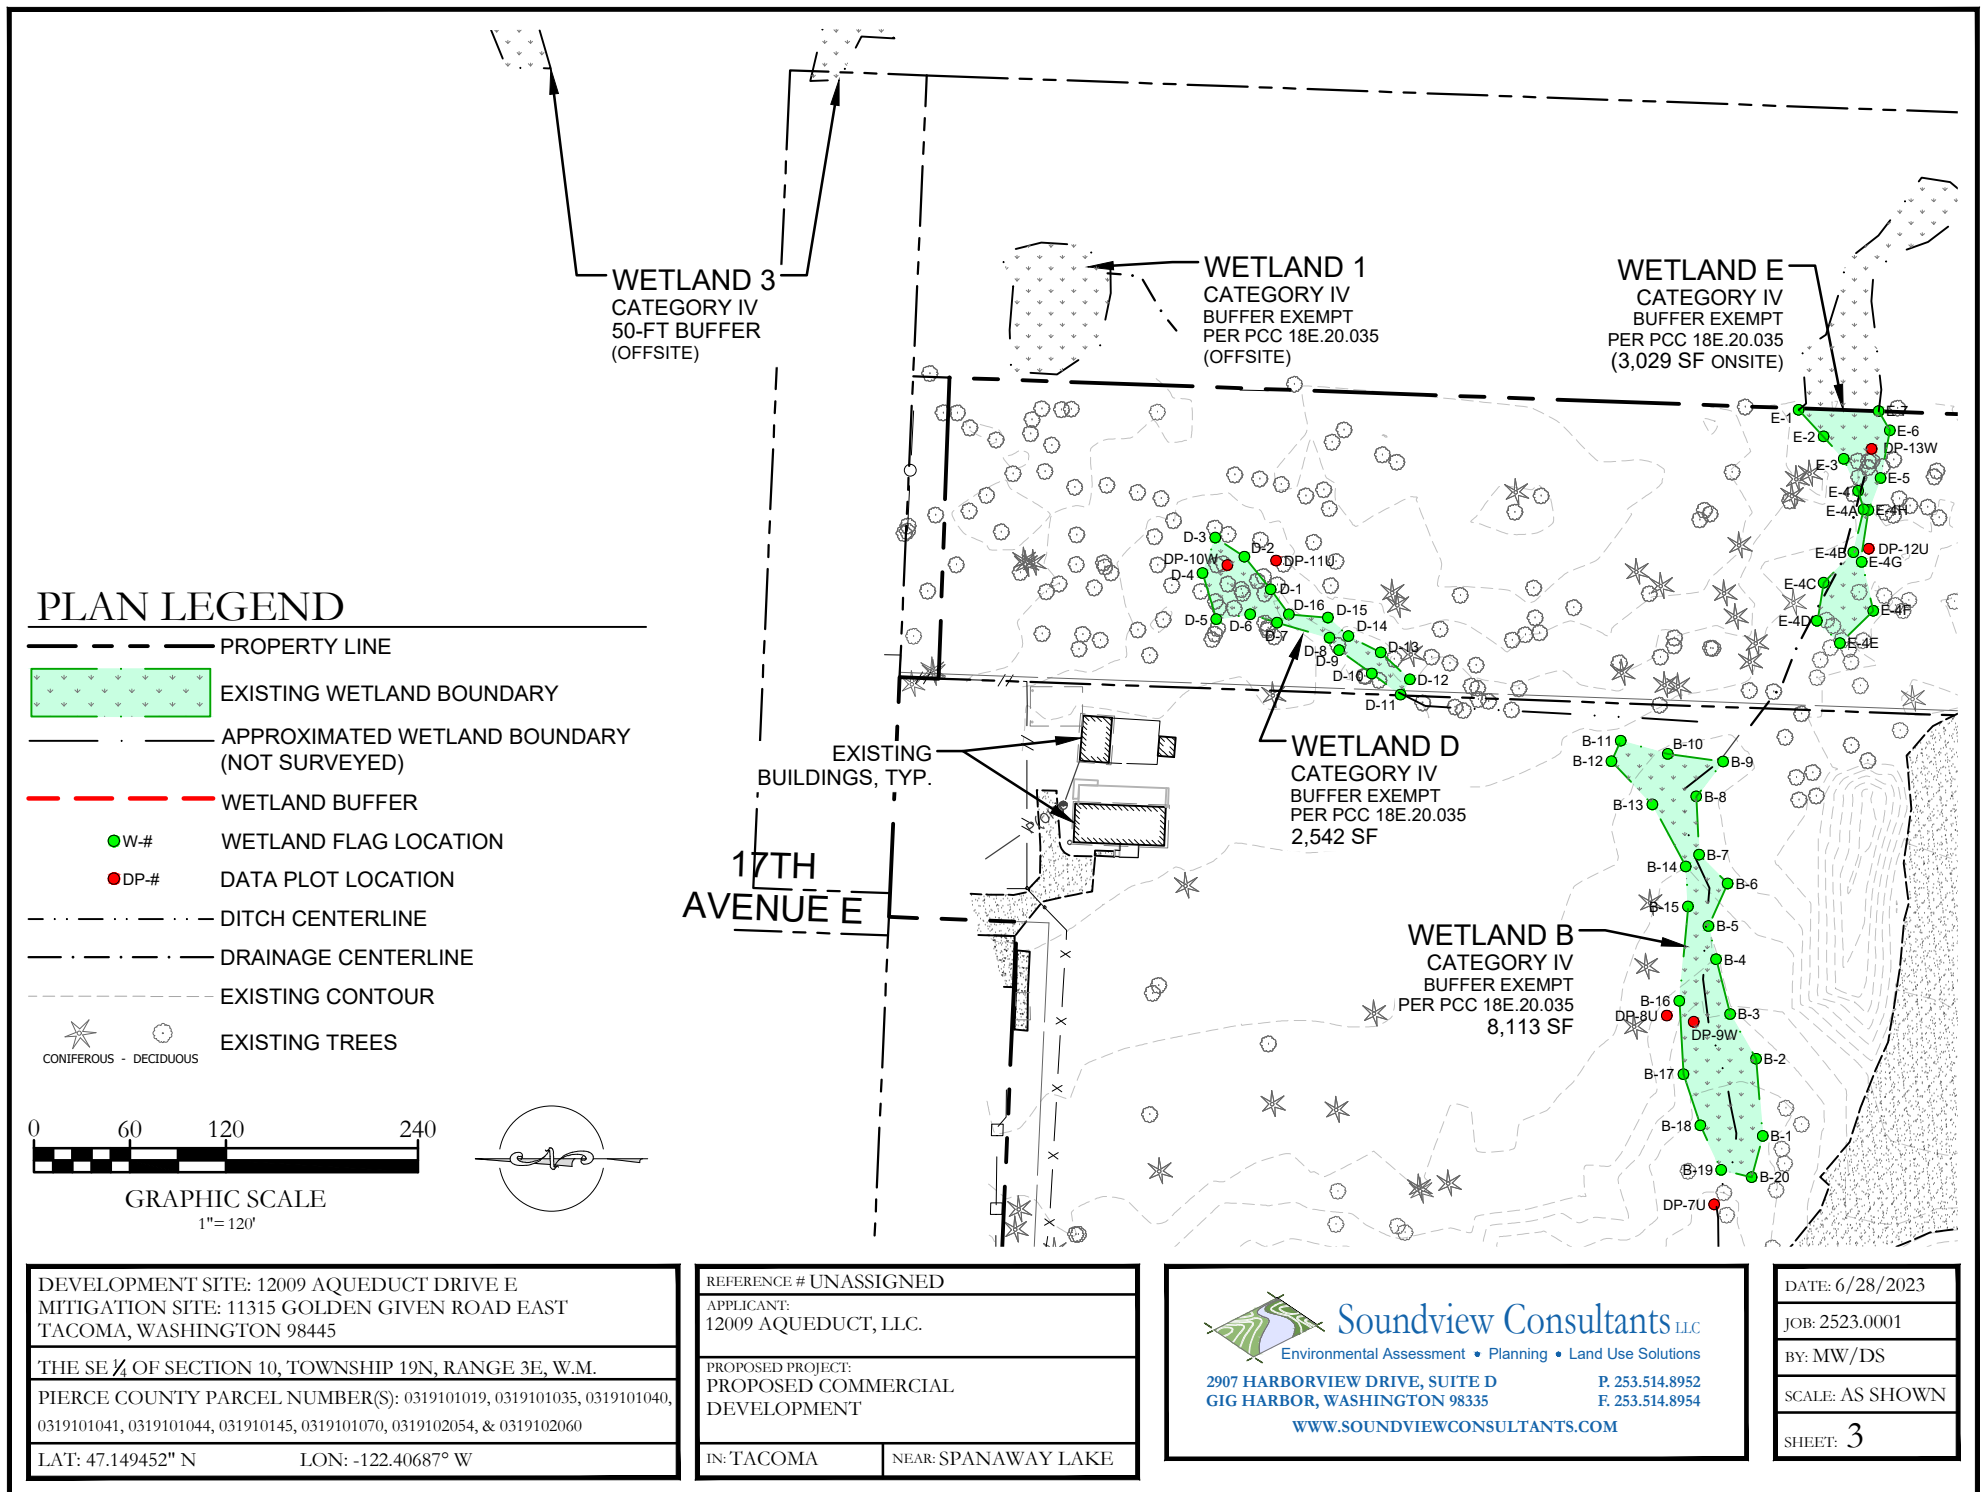 WETLAND 3
CATEGORY IV
50-FT BUFFER
(OFFSITE)
WETLAND 1
CATEGORY IV
BUFFER EXEMPT
PER PCC 18E.20.035
(OFFSITE)
WETLAND E
CATEGORY IV
BUFFER EXEMPT
PER PCC 18E.20.035
(3,029 SF ONSITE)
E-1
E-7
E-2
E-6
DP-13W
E-3
E-5
E-4
E-4A
E-4H
E-4B
DP-12U
E-4G
E-4C
E-4F
E-4D
E-4E
D-3
D-2
DP-10W
DP-11U
D-4
D-1
D-16
D-15
D-5
D-6
D-7
D-14
D-8
D-13
D-9
D-10
D-12
D-11
WETLAND D
CATEGORY IV
BUFFER EXEMPT
PER PCC 18E.20.035
2,542 SF
EXISTING
BUILDINGS, TYP.
17TH
AVENUE E
B-11
B-10
B-12
B-9
B-13
B-8
B-7
B-14
B-6
B-15
B-5
B-4
WETLAND B
CATEGORY IV
BUFFER EXEMPT
PER PCC 18E.20.035
8,113 SF
B-16
DP-8U
B-3
DP-9W
B-2
B-17
B-18
B-1
B-19
B-20
DP-7U
PLAN LEGEND
PROPERTY LINE
EXISTING WETLAND BOUNDARY
APPROXIMATED WETLAND BOUNDARY
(NOT SURVEYED)
WETLAND BUFFER
W-# WETLAND FLAG LOCATION
DP-# DATA PLOT LOCATION
DITCH CENTERLINE
DRAINAGE CENTERLINE
EXISTING CONTOUR
EXISTING TREES
CONIFEROUS - DECIDUOUS
0 60 120 240
GRAPHIC SCALE
1"=120'
N
DEVELOPMENT SITE: 12009 AQUEDUCT DRIVE E
MITIGATION SITE: 11315 GOLDEN GIVEN ROAD EAST
TACOMA, WASHINGTON 98445
THE SE ¼ OF SECTION 10, TOWNSHIP 19N, RANGE 3E, W.M.
PIERCE COUNTY PARCEL NUMBER(S): 0319101019, 0319101035, 0319101040,
0319101041, 0319101044, 031910145, 0319101070, 0319102054, & 0319102060
LAT: 47.149452" N LON: -122.40687° W
REFERENCE # UNASSIGNED
APPLICANT:
12009 AQUEDUCT, LLC.
PROPOSED PROJECT:
PROPOSED COMMERCIAL
DEVELOPMENT
IN: TACOMA NEAR: SPANAWAY LAKE
Soundview Consultants LLC
Environmental Assessment • Planning • Land Use Solutions
2907 HARBORVIEW DRIVE, SUITE D P. 253.514.8952
GIG HARBOR, WASHINGTON 98335 F. 253.514.8954
WWW.SOUNDVIEWCONSULTANTS.COM
DATE: 6/28/2023
JOB: 2523.0001
BY: MW/DS
SCALE: AS SHOWN
SHEET: 3